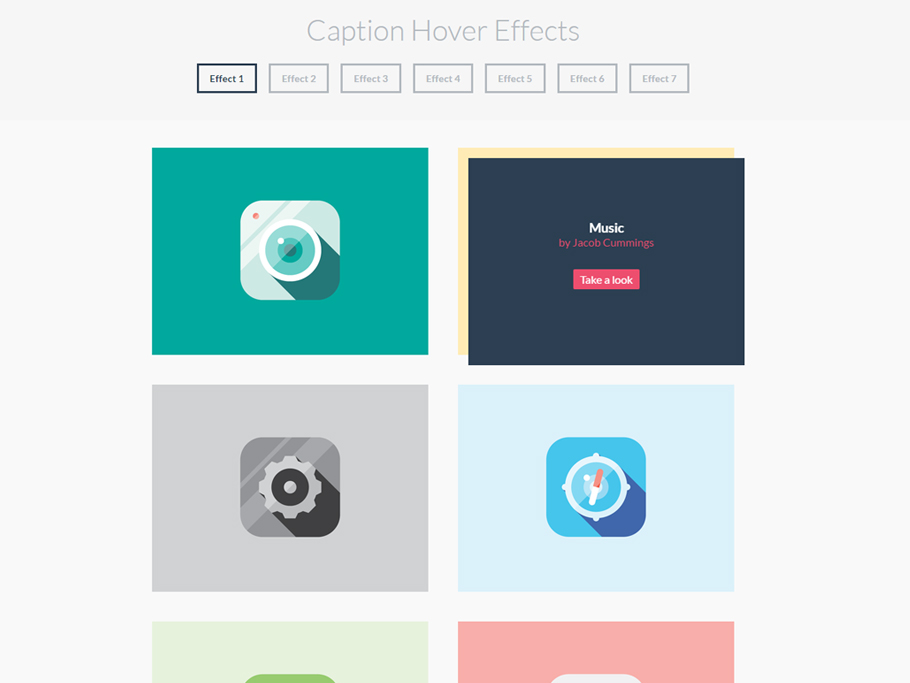 Caption Hover Effects
Effect 1 Effect 2 Effect 3 Effect 4 Effect 5 Effect 6 Effect 7
Music
by Jacob Cummings
Take a look